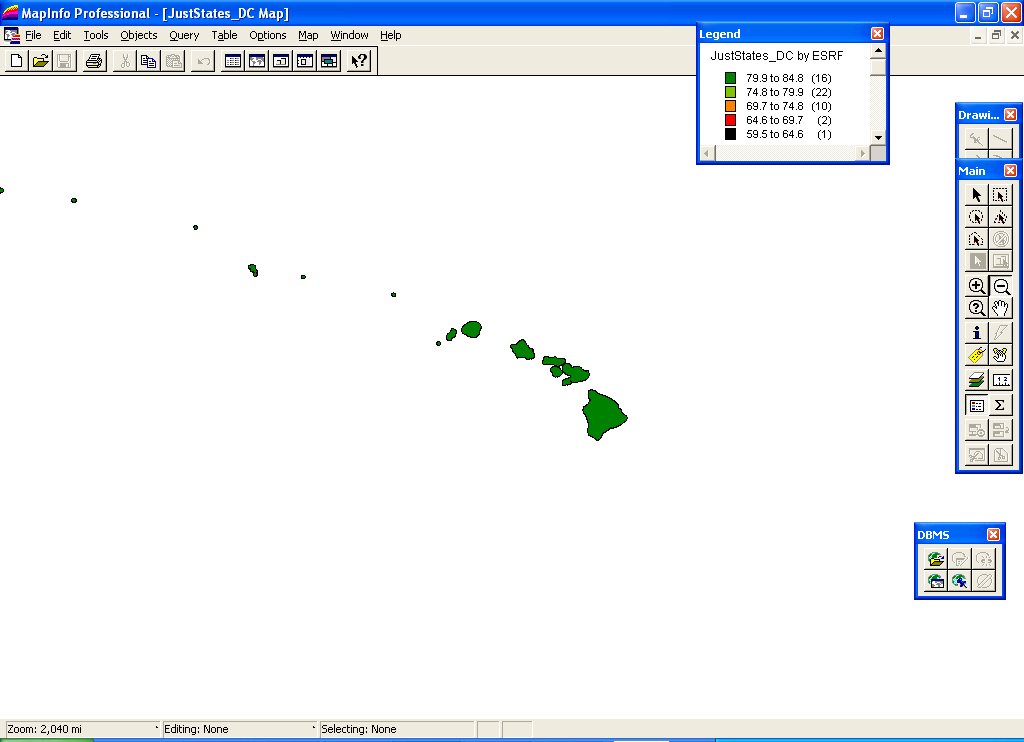 MapInfo Professional - [JustStates_DC Map]
File Edit Tools Objects Query Table Options Map Window Help
Legend
JustStates_DC by ESRF
79.9 to 84.8 (16)
74.8 to 79.9 (22)
69.7 to 74.8 (10)
64.6 to 69.7 (2)
59.5 to 64.6 (1)
Drawi...
Main
1.2
DBMS
Zoom: 2,040 mi
Editing: None
Selecting: None